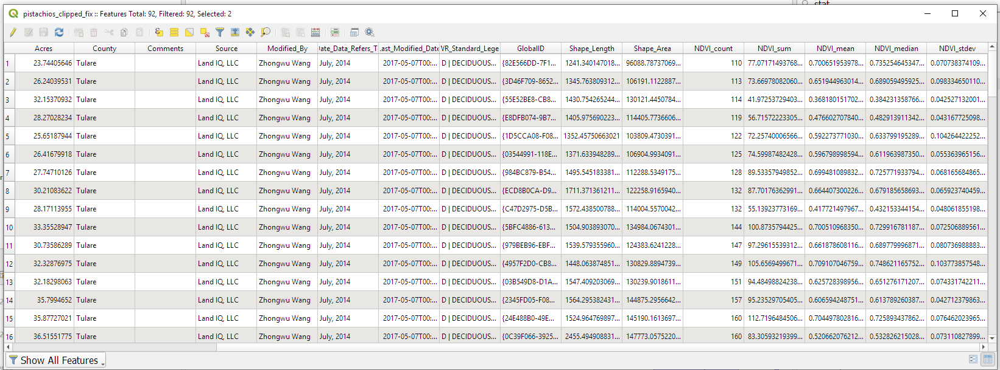 stat
pistachios_clipped_fix :: Features Total: 92, Filtered: 92, Selected: 2
Acres County Comments Source Modified_By Date_Data_Refers_T .ast_Modified_Date VR_Standard_Lege GlobalID Shape_Length Shape_Area NDVI_count NDVI_sum NDVI_mean NDVI_median NDVI_stdev
1 23.74405646 Tulare Land IQ, LLC Zhongwu Wang July, 2014 2017-05-07T00:... D | DECIDUOUS... {82E566DD-7F1... 1241.340147018... 96088.78737069... 110 77.07171493768... 0.700651953978... 0.735254645347... 0.070738374109...
2 26.24039531 Tulare Land IQ, LLC Zhongwu Wang July, 2014 2017-05-07T00:... D | DECIDUOUS... {3D46F709-8652... 1345.763809312... 106191.1122887... 113 73.66978082060... 0.651944963014... 0.689059495925... 0.098334650110...
3 32.15370932 Tulare Land IQ, LLC Zhongwu Wang July, 2014 2017-05-07T00:... D | DECIDUOUS... {55E52BE8-CB8... 1430.754265244... 130121.4450784... 114 41.97253729403... 0.368180151702... 0.384231358766... 0.042527132001...
4 28.27028234 Tulare Land IQ, LLC Zhongwu Wang July, 2014 2017-05-07T00:... D | DECIDUOUS... {E8DFB074-9B7... 1405.975690223... 114405.7736606... 119 56.71572223305... 0.476602707840... 0.482913911342... 0.043167725098...
5 25.65187944 Tulare Land IQ, LLC Zhongwu Wang July, 2014 2017-05-07T00:... D | DECIDUOUS... {1D5CCA08-F08... 1352.45750663021 103809.4730391... 122 72.25740006566... 0.592273771030... 0.633799195289... 0.104264422252...
6 26.41679918 Tulare Land IQ, LLC Zhongwu Wang July, 2014 2017-05-07T00:... D | DECIDUOUS... {03544991-118E... 1371.633948289... 106904.9934091... 125 74.59987482428... 0.596798998594... 0.611963987350... 0.055363965156...
7 27.74710126 Tulare Land IQ, LLC Zhongwu Wang July, 2014 2017-05-07T00:... D | DECIDUOUS... {984BC879-B54... 1495.545183381... 112288.5349175... 128 89.53357949852... 0.699481089832... 0.725771933794... 0.068165684865...
8 30.21083622 Tulare Land IQ, LLC Zhongwu Wang July, 2014 2017-05-07T00:... D | DECIDUOUS... {ECD8B0CA-D9... 1711.371361211... 122258.9165940... 132 87.70176362991... 0.664407300226... 0.679185658693... 0.065923740459...
9 28.17113955 Tulare Land IQ, LLC Zhongwu Wang July, 2014 2017-05-07T00:... D | DECIDUOUS... {C47D2975-D5B... 1572.438500788... 114004.5570042... 132 55.13923773169... 0.417721497967... 0.432153344154... 0.048061855198...
10 33.35528947 Tulare Land IQ, LLC Zhongwu Wang July, 2014 2017-05-07T00:... D | DECIDUOUS... {5BFC4886-613... 1504.903893070... 134984.0674301... 144 100.8735794425... 0.700510968350... 0.729916781187... 0.072506889561...
11 30.73586289 Tulare Land IQ, LLC Zhongwu Wang July, 2014 2017-05-07T00:... D | DECIDUOUS... {979BEB96-EBF... 1539.579355960... 124383.6241228... 147 97.29615539312... 0.661878608116... 0.689779996871... 0.080736988883...
12 32.32876975 Tulare Land IQ, LLC Zhongwu Wang July, 2014 2017-05-07T00:... D | DECIDUOUS... {4957F2D0-CB8... 1448.063874851... 130829.8894739... 149 105.6569499671... 0.709107046759... 0.748621165752... 0.103773857548...
13 32.18298063 Tulare Land IQ, LLC Zhongwu Wang July, 2014 2017-05-07T00:... D | DECIDUOUS... {03B549D8-D1A... 1547.409203069... 130239.9018611... 151 94.48498824238... 0.625728398956... 0.651276171207... 0.074331742211...
14 35.7994652 Tulare Land IQ, LLC Zhongwu Wang July, 2014 2017-05-07T00:... D | DECIDUOUS... {2345FD05-F08... 1564.295382431... 144875.2956642... 157 95.23529705405... 0.606594248751... 0.613789260387... 0.042712379863...
15 35.87727021 Tulare Land IQ, LLC Zhongwu Wang July, 2014 2017-05-07T00:... D | DECIDUOUS... {24E488B0-49E... 1524.964769897... 145190.1613697... 160 112.7196484506... 0.704497802816... 0.725893437862... 0.076462023965...
16 36.51551775 Tulare Land IQ, LLC Zhongwu Wang July, 2014 2017-05-07T00:... D | DECIDUOUS... {0C39F066-3925... 2455.494908831... 147773.0575220... 160 83.30593219399... 0.520662076212... 0.532826215028... 0.073110827899...
Show All Features